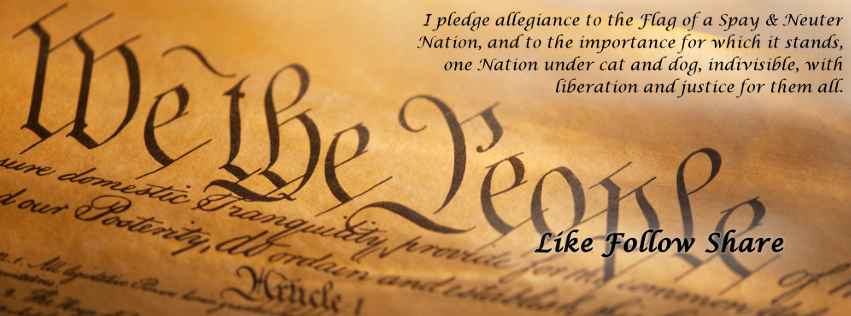 I pledge allegiance to the Flag of a Spay & Neuter
Nation, and to the importance for which it stands,
one Nation under cat and dog, indivisible, with
liberation and justice for them all.
We the People
ure domestic Tranquility, provide for the common
d our Posterity, do ordain and establish this
Article. I
Like Follow Share